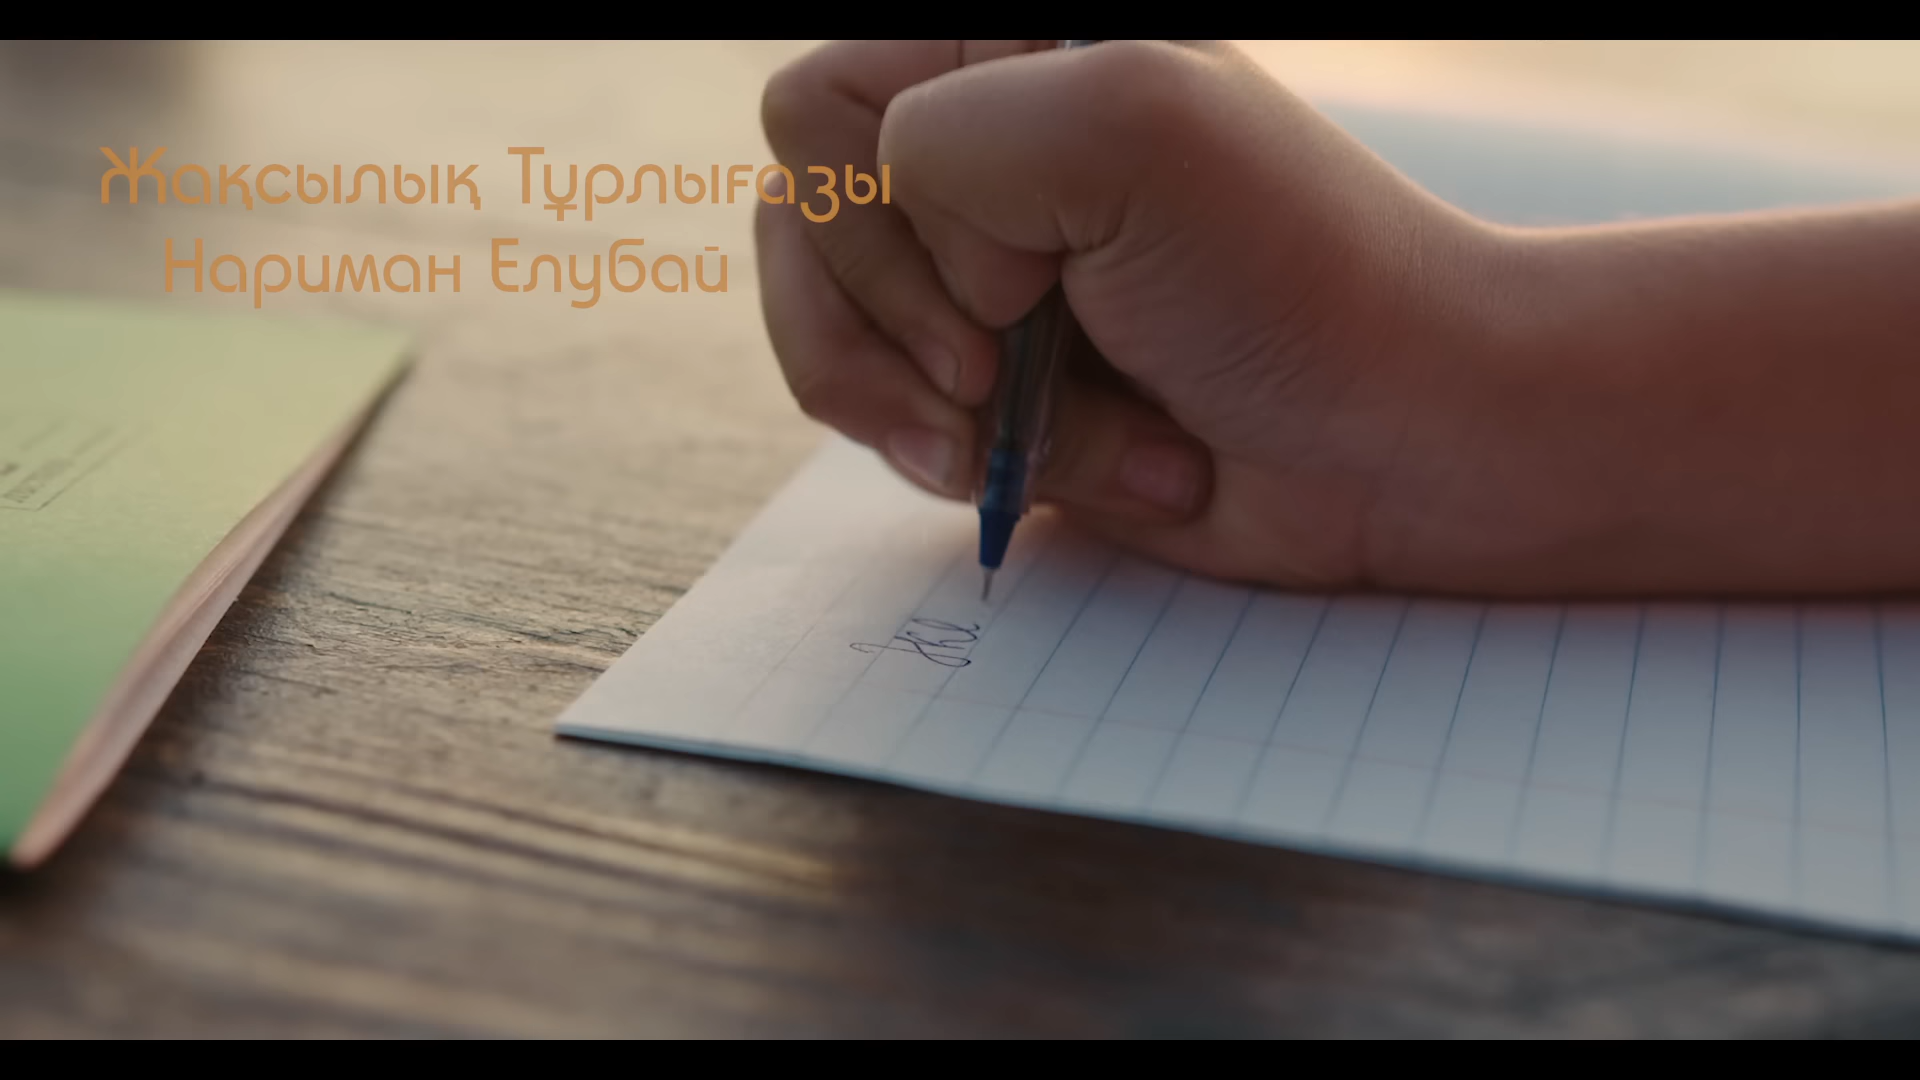 Жақсылық Тұрлығазы
Нариман Елубай